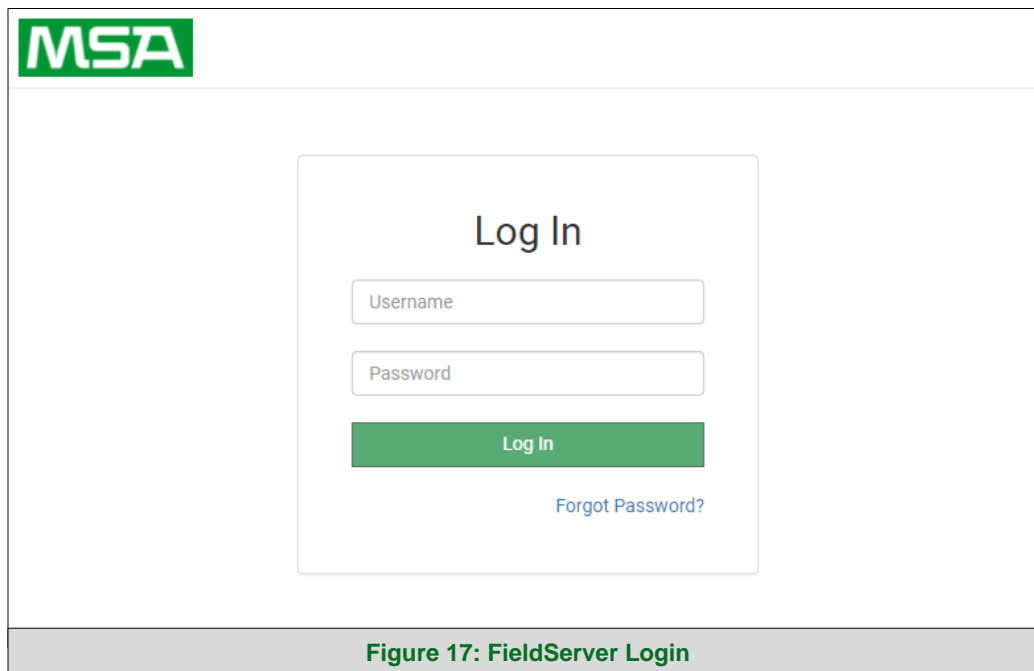 MSA
Log In
Username
Password
Log In
Forgot Password?
Figure 17: FieldServer Login